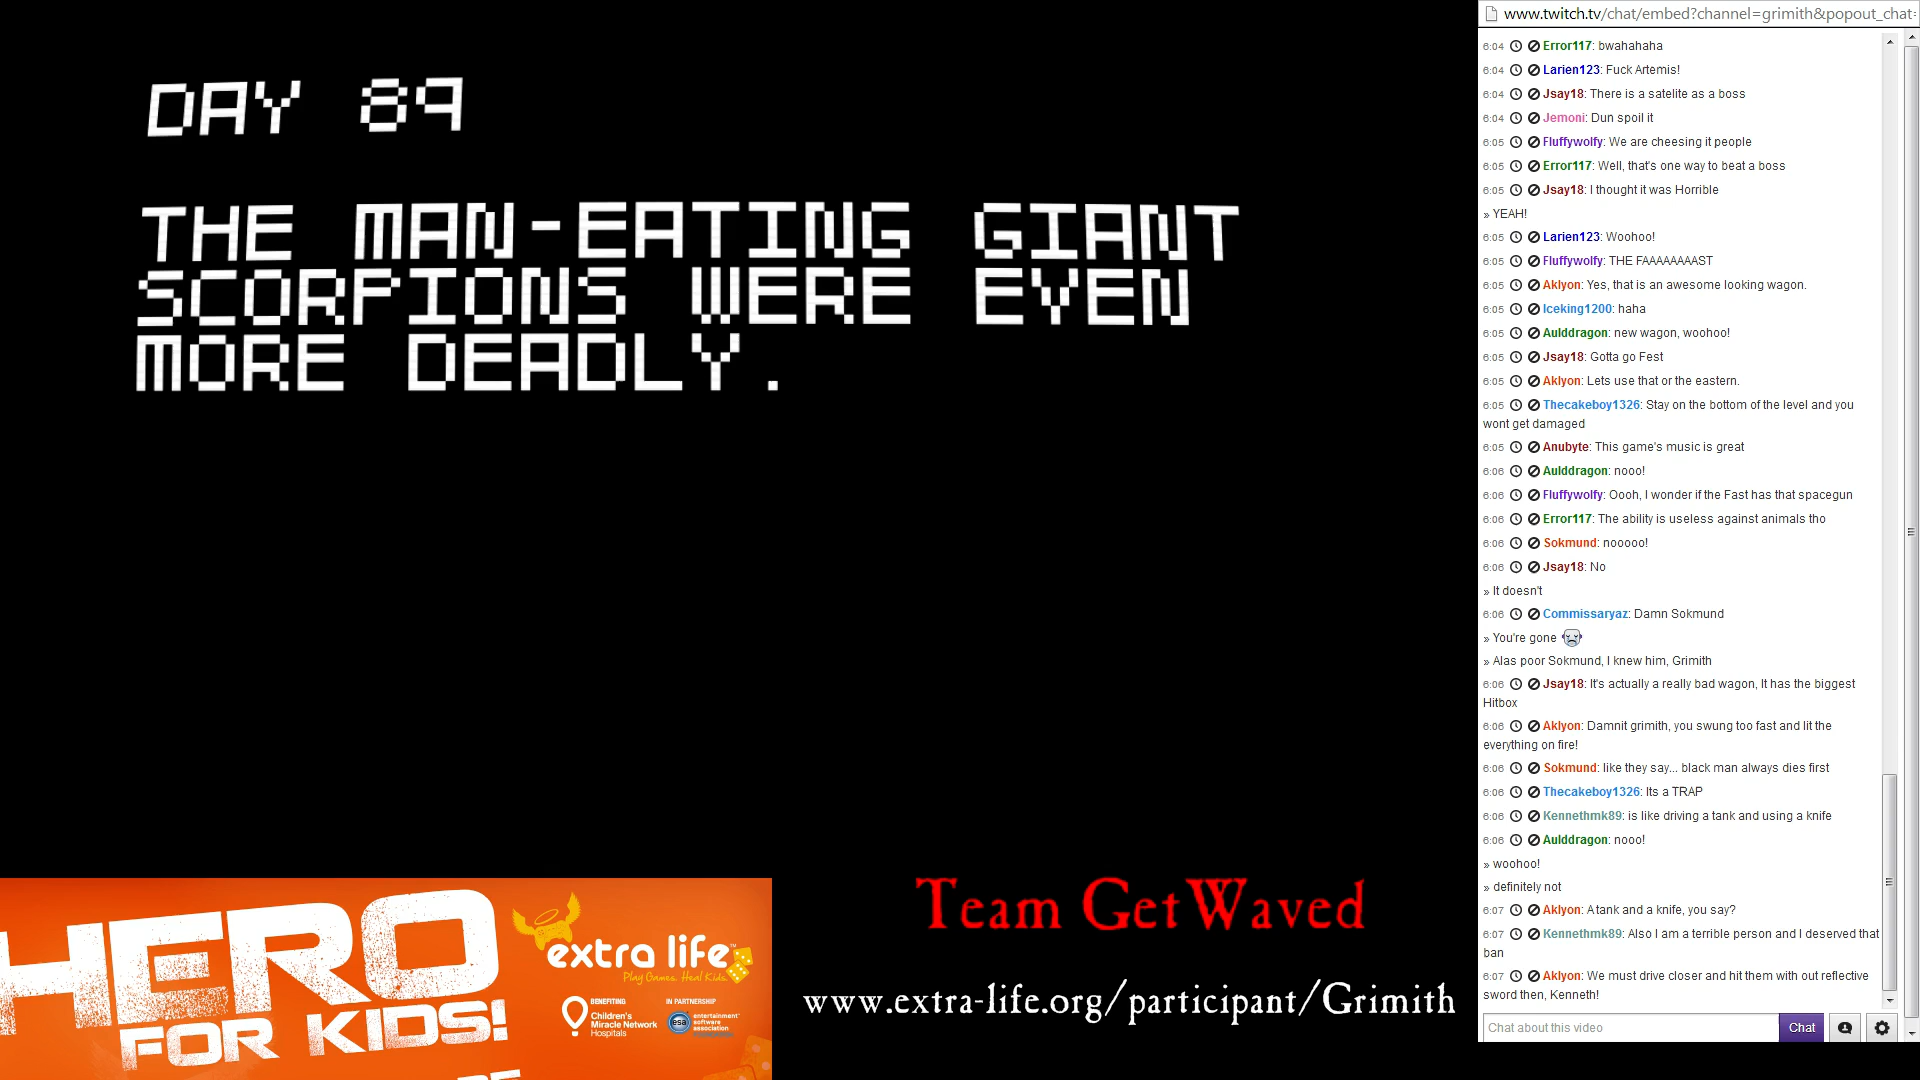 DAY 89
THE MAN-EATING GIANT
SCORPIONS WERE EVEN
MORE DEADLY.
HERO
FOR KIDS!
extra life™
Play Games. Heal Kids.
BENEFITING
Children's
Miracle Network
Hospitals
IN PARTNERSHIP
esa
entertainment
software
association
Team GetWaved
www.extra-life.org/participant/Grimith
www.twitch.tv/chat/embed?channel=grimith&popout_chat=
6:04 Error117: bwahahaha
6:04 Larien123: Fuck Artemis!
6:04 Jsay18: There is a satelite as a boss
6:04 Jemoni: Dun spoil it
6:05 Fluffywolfy: We are cheesing it people
6:05 Error117: Well, that's one way to beat a boss
6:05 Jsay18: I thought it was Horrible
» YEAH!
6:05 Larien123: Woohoo!
6:05 Fluffywolfy: THE FAAAAAAAST
6:05 Aklyon: Yes, that is an awesome looking wagon.
6:05 Iceking1200: haha
6:05 Aulddragon: new wagon, woohoo!
6:05 Jsay18: Gotta go Fest
6:05 Aklyon: Lets use that or the eastern.
6:05 Thecakeboy1326: Stay on the bottom of the level and you
wont get damaged
6:05 Anubyte: This game's music is great
6:06 Aulddragon: nooo!
6:06 Fluffywolfy: Oooh, I wonder if the Fast has that spacegun
6:06 Error117: The ability is useless against animals tho
6:06 Sokmund: nooooo!
6:06 Jsay18: No
» It doesn't
6:06 Commissaryaz: Damn Sokmund
» You're gone
» Alas poor Sokmund, I knew him, Grimith
6:06 Jsay18: It's actually a really bad wagon, It has the biggest
Hitbox
6:06 Aklyon: Damnit grimith, you swung too fast and lit the
everything on fire!
6:06 Sokmund: like they say... black man always dies first
6:06 Thecakeboy1326: Its a TRAP
6:06 Kennethmk89: is like driving a tank and using a knife
6:06 Aulddragon: nooo!
» woohoo!
» definitely not
6:07 Aklyon: A tank and a knife, you say?
6:07 Kennethmk89: Also I am a terrible person and I deserved that
ban
6:07 Aklyon: We must drive closer and hit them with out reflective
sword then, Kenneth!
Chat about this video
Chat